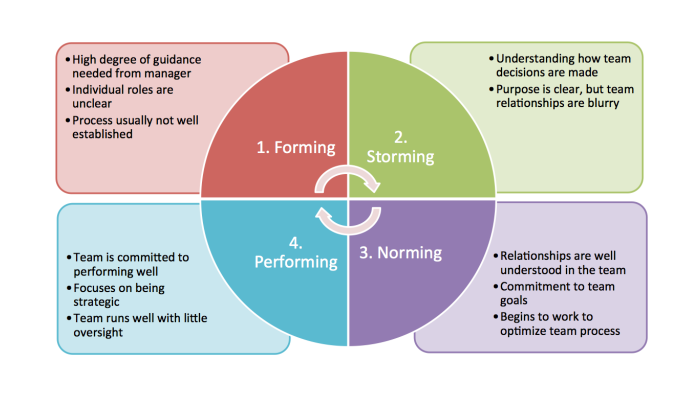 • High degree of guidance
needed from manager
• Individual roles are
unclear
• Process usually not well
established
1. Forming
2.
Storming
• Understanding how team
decisions are made
• Purpose is clear, but team
relationships are blurry
4.
Performing
3. Norming
• Team is committed to
performing well
• Focuses on being
strategic
• Team runs well with little
oversight
• Relationships are well
understood in the team
• Commitment to team
goals
• Begins to work to
optimize team process